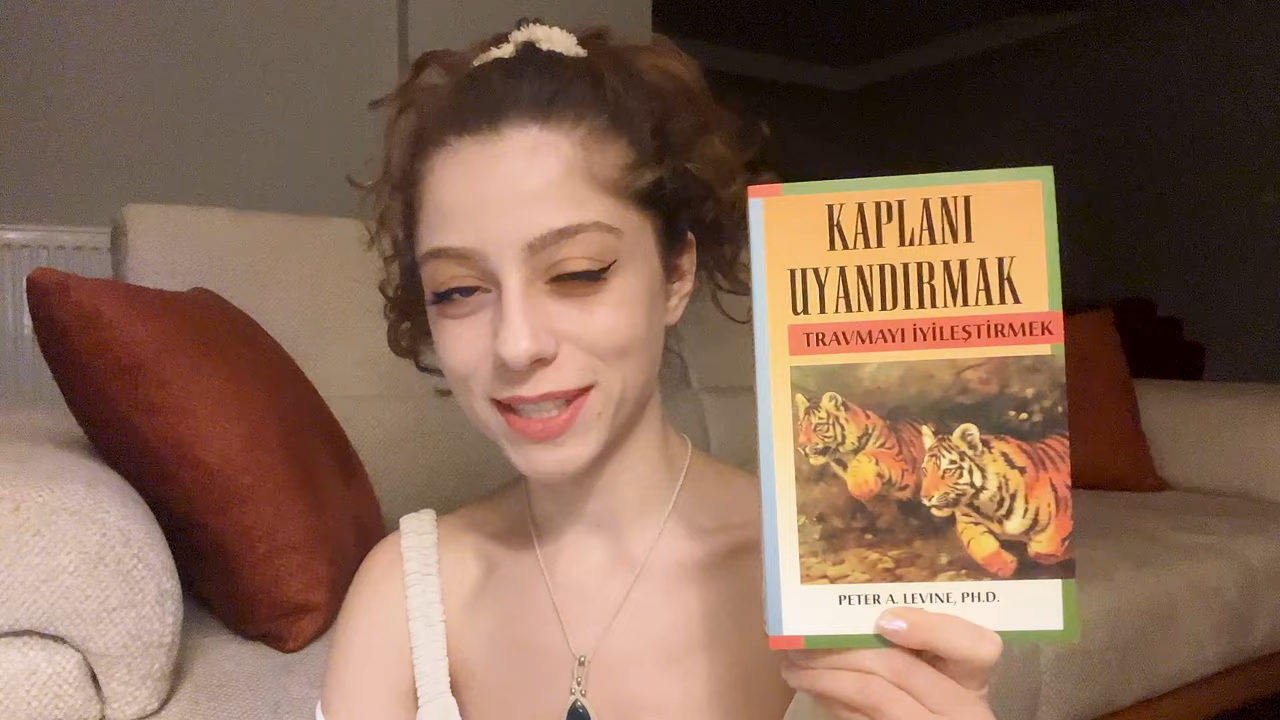 KAPLANI
UYANDIRMAK
TRAVMAYI İYİLEŞTİRMEK
PETER A. LEVINE, PH.D.